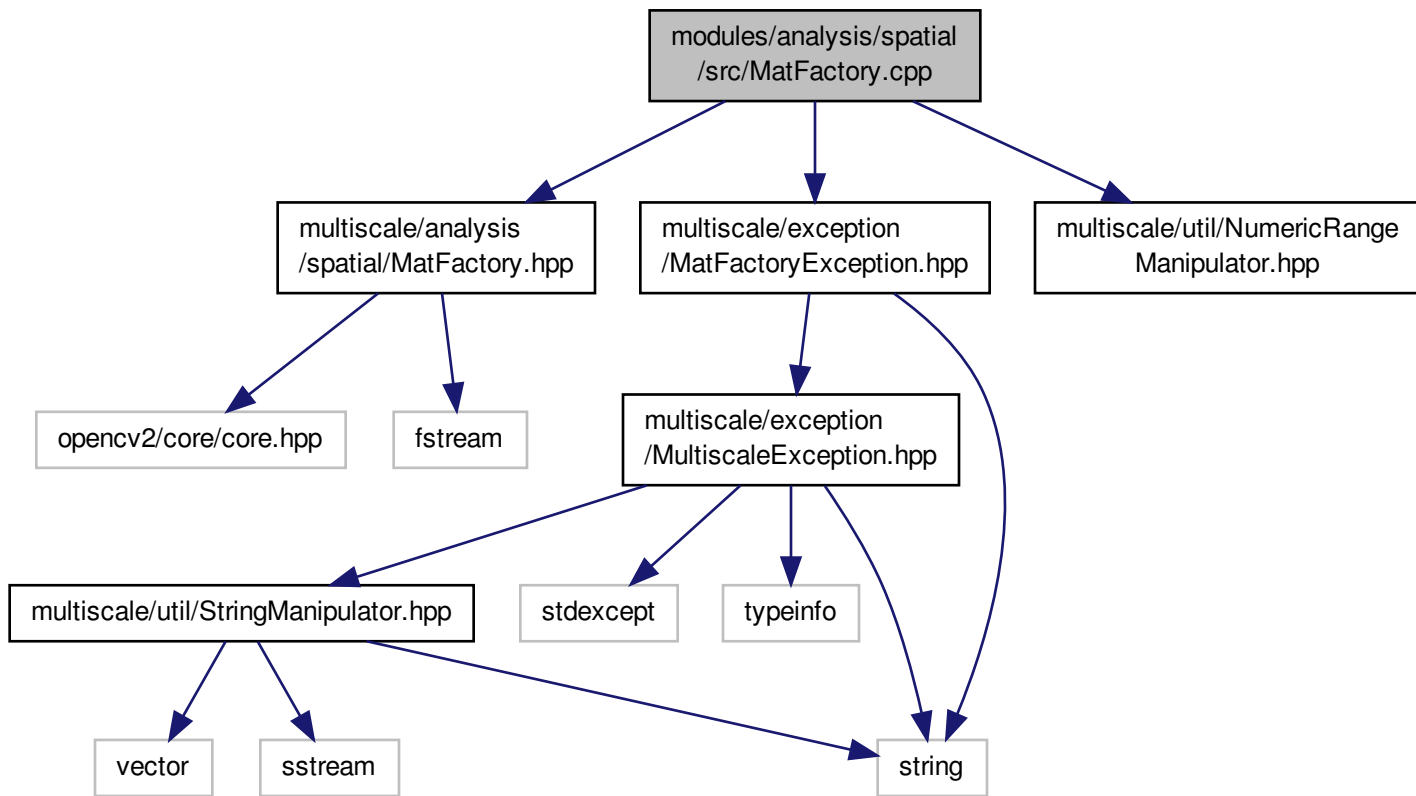 modules/analysis/spatial
/src/MatFactory.cpp
multiscale/analysis
/spatial/MatFactory.hpp
multiscale/exception
/MatFactoryException.hpp
multiscale/util/NumericRange
Manipulator.hpp
opencv2/core/core.hpp
fstream
multiscale/exception
/MultiscaleException.hpp
multiscale/util/StringManipulator.hpp
stdexcept
typeinfo
vector
sstream
string